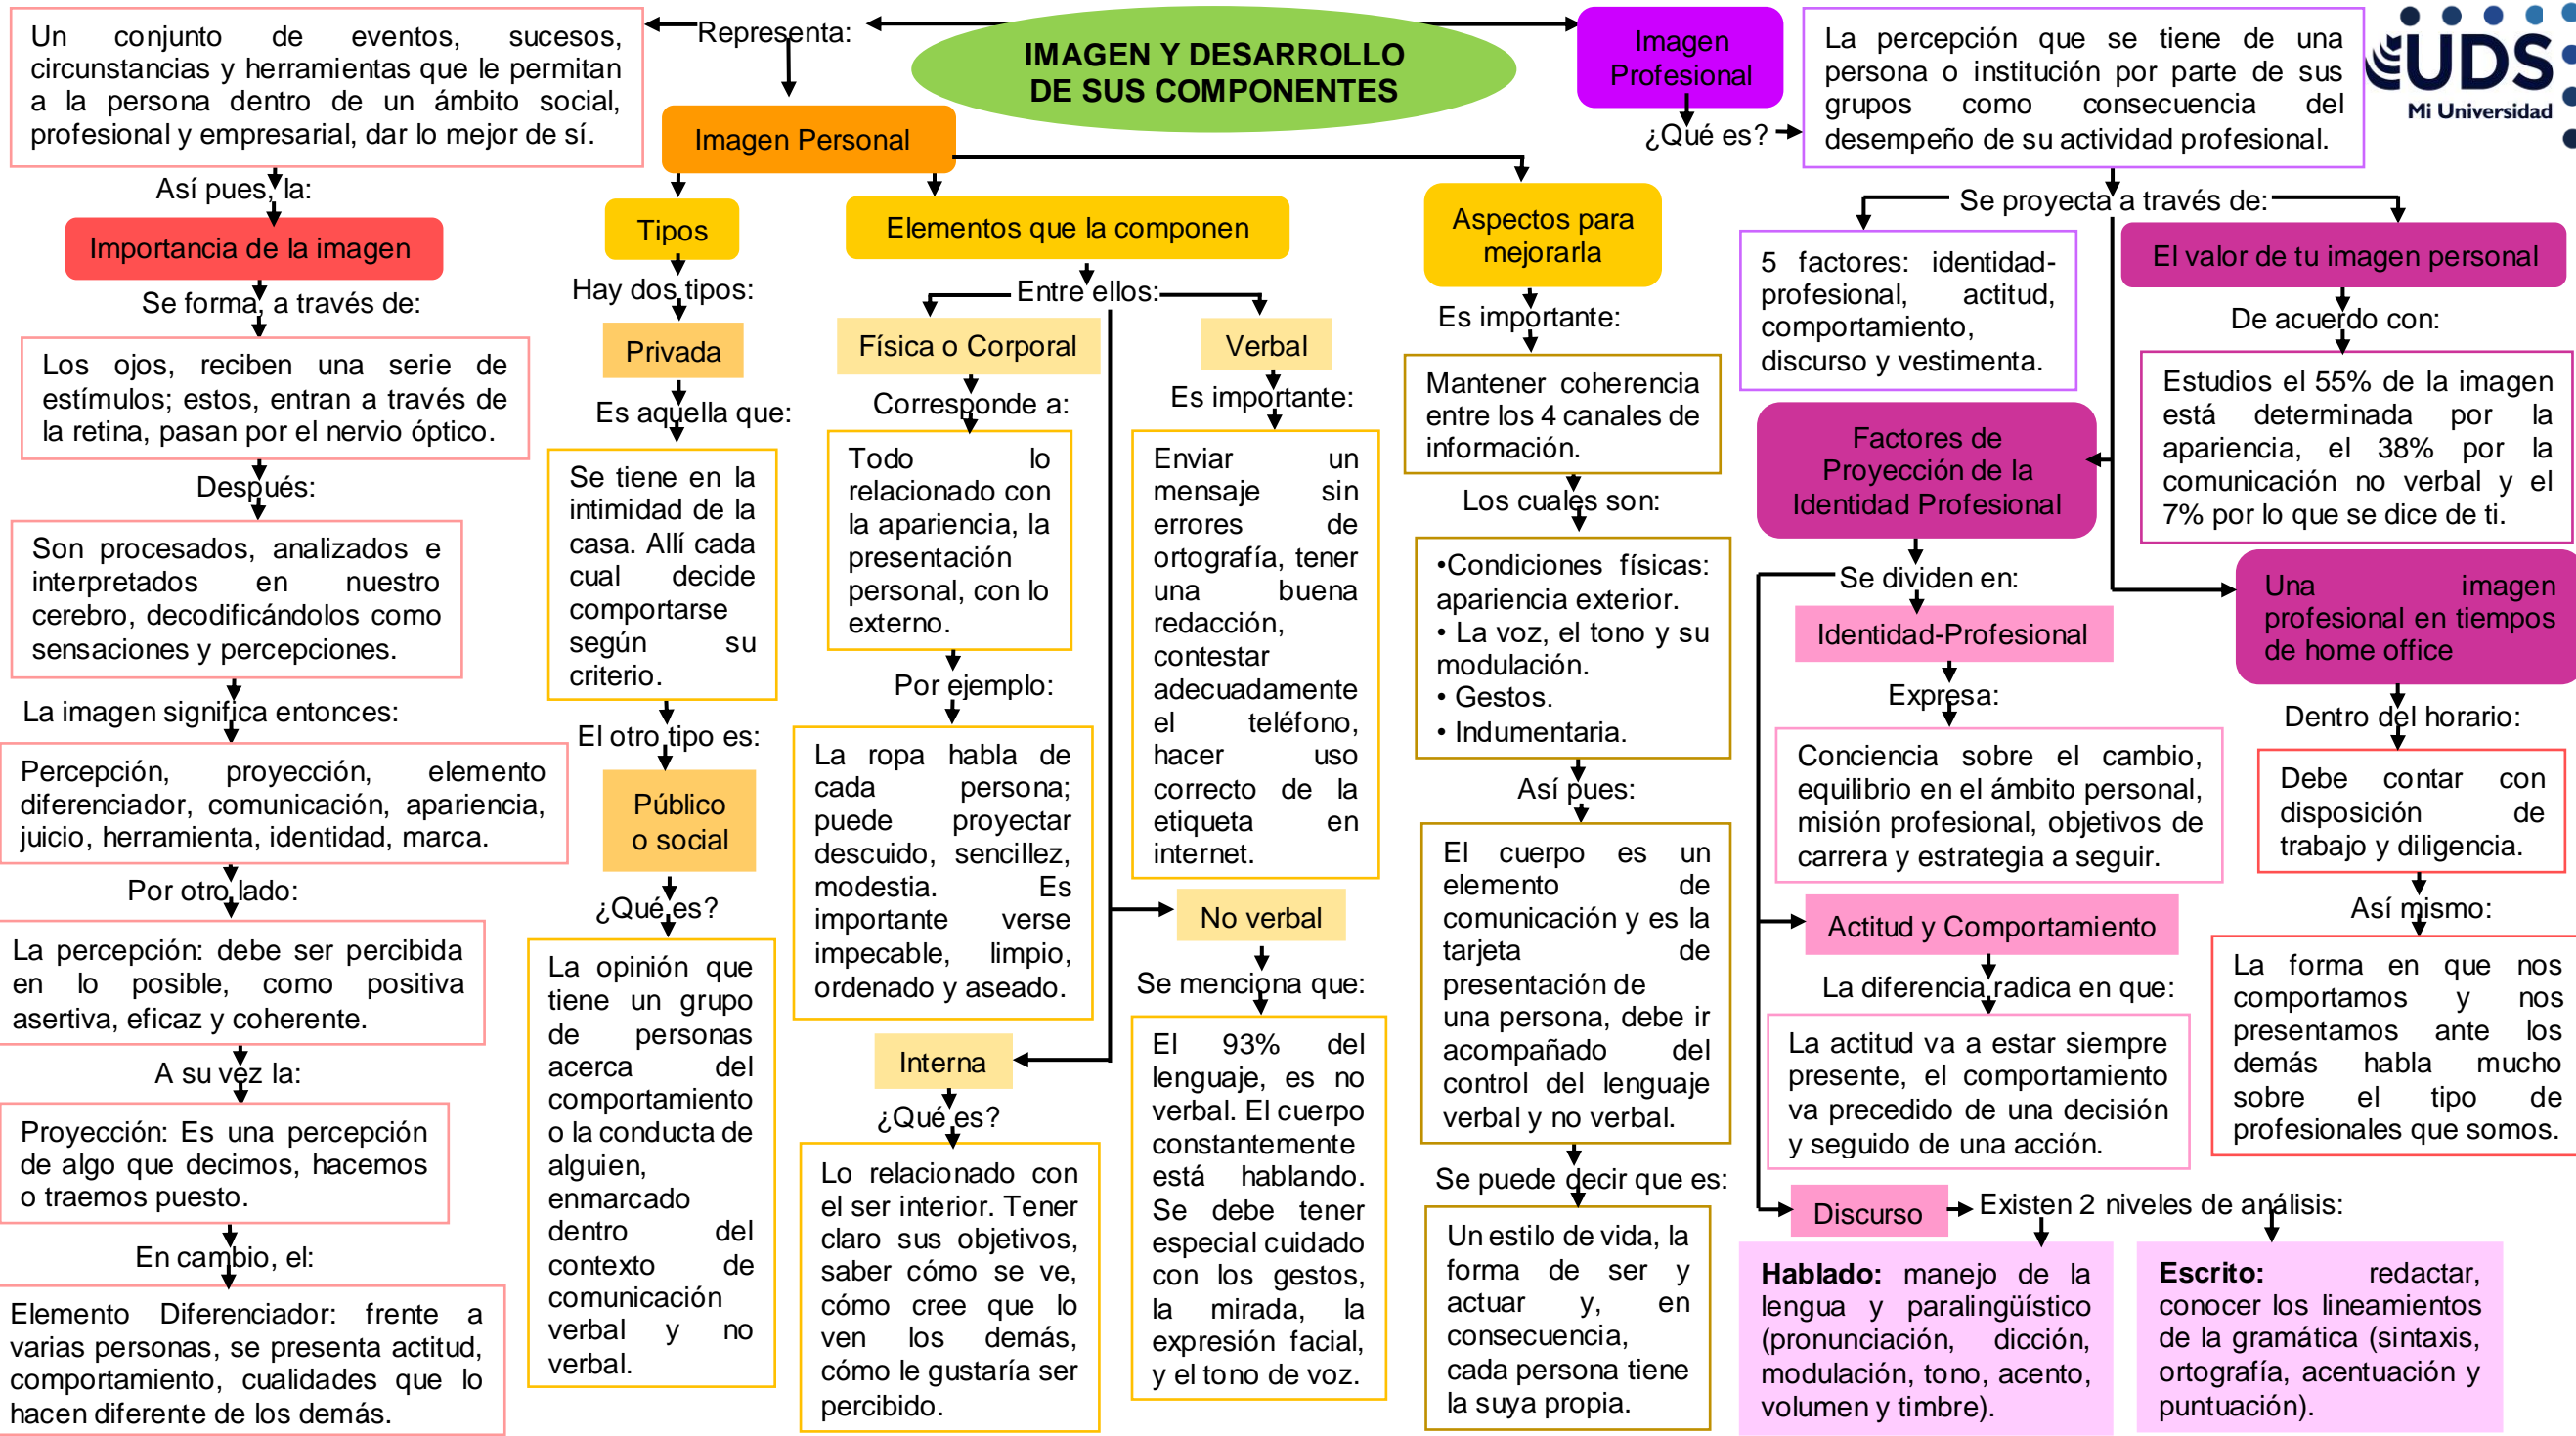 IMAGEN Y DESARROLLO
DE SUS COMPONENTES
Representa:
Un conjunto de eventos, sucesos,
circunstancias y herramientas que le permitan
a la persona dentro de un ámbito social,
profesional y empresarial, dar lo mejor de sí.
Así pues, la:
Importancia de la imagen
Se forma, a través de:
Los ojos, reciben una serie de
estímulos; estos, entran a través de
la retina, pasan por el nervio óptico.
Después:
Son procesados, analizados e
interpretados en nuestro
cerebro, decodificándolos como
sensaciones y percepciones.
La imagen significa entonces:
Percepción, proyección, elemento
diferenciador, comunicación, apariencia,
juicio, herramienta, identidad, marca.
Por otro lado:
La percepción: debe ser percibida
en lo posible, como positiva
asertiva, eficaz y coherente.
A su vez la:
Proyección: Es una percepción
de algo que decimos, hacemos
o traemos puesto.
En cambio, el:
Elemento Diferenciador: frente a
varias personas, se presenta actitud,
comportamiento, cualidades que lo
hacen diferente de los demás.
Imagen Personal
Tipos
Hay dos tipos:
Privada
Es aquella que:
Se tiene en la
intimidad de la
casa. Allí cada
cual decide
comportarse
según su
criterio.
El otro tipo es:
Público
o social
¿Qué es?
La opinión que
tiene un grupo
de personas
acerca del
comportamiento
o la conducta de
alguien,
enmarcado
dentro del
contexto de
comunicación
verbal y no
verbal.
Elementos que la componen
Entre ellos:
Física o Corporal
Corresponde a:
Todo lo
relacionado con
la apariencia, la
presentación
personal, con lo
externo.
Por ejemplo:
La ropa habla de
cada persona;
puede proyectar
descuido, sencillez,
modestia. Es
importante verse
impecable, limpio,
ordenado y aseado.
Interna
¿Qué es?
Lo relacionado con
el ser interior. Tener
claro sus objetivos,
saber cómo se ve,
cómo cree que lo
ven los demás,
cómo le gustaría ser
percibido.
Verbal
Es importante:
Enviar un
mensaje sin
errores de
ortografía, tener
una buena
redacción,
contestar
adecuadamente
el teléfono,
hacer uso
correcto de la
etiqueta en
internet.
No verbal
Se menciona que:
El 93% del
lenguaje, es no
verbal. El cuerpo
constantemente
está hablando.
Se debe tener
especial cuidado
con los gestos,
la mirada, la
expresión facial,
y el tono de voz.
Aspectos para
mejorarla
Es importante:
Mantener coherencia
entre los 4 canales de
información.
Los cuales son:
•Condiciones físicas:
apariencia exterior.
• La voz, el tono y su
modulación.
• Gestos.
• Indumentaria.
Así pues:
El cuerpo es un
elemento de
comunicación y es la
tarjeta de
presentación de
una persona, debe ir
acompañado del
control del lenguaje
verbal y no verbal.
Se puede decir que es:
Un estilo de vida, la
forma de ser y
actuar y, en
consecuencia,
cada persona tiene
la suya propia.
Imagen
Profesional
¿Qué es?
La percepción que se tiene de una
persona o institución por parte de sus
grupos como consecuencia del
desempeño de su actividad profesional.
UDS
Mi Universidad
Se proyecta a través de:
5 factores: identidad-
profesional, actitud,
comportamiento,
discurso y vestimenta.
El valor de tu imagen personal
De acuerdo con:
Estudios el 55% de la imagen
está determinada por la
apariencia, el 38% por la
comunicación no verbal y el
7% por lo que se dice de ti.
Factores de
Proyección de la
Identidad Profesional
Se dividen en:
Identidad-Profesional
Expresa:
Conciencia sobre el cambio,
equilibrio en el ámbito personal,
misión profesional, objetivos de
carrera y estrategia a seguir.
Actitud y Comportamiento
La diferencia radica en que:
La actitud va a estar siempre
presente, el comportamiento
va precedido de una decisión
y seguido de una acción.
Discurso
Existen 2 niveles de análisis:
Hablado: manejo de la
lengua y paralingüístico
(pronunciación, dicción,
modulación, tono, acento,
volumen y timbre).
Escrito: redactar,
conocer los lineamientos
de la gramática (sintaxis,
ortografía, acentuación y
puntuación).
Una imagen
profesional en tiempos
de home office
Dentro del horario:
Debe contar con
disposición de
trabajo y diligencia.
Así mismo:
La forma en que nos
comportamos y nos
presentamos ante los
demás habla mucho
sobre el tipo de
profesionales que somos.